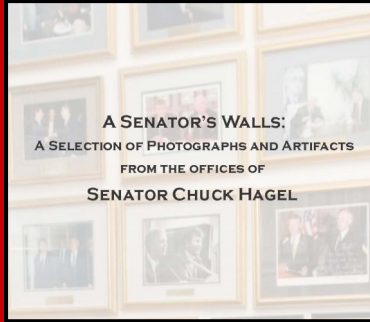 A Senator's Walls:
A Selection of Photographs and Artifacts
from the offices of
Senator Chuck Hagel